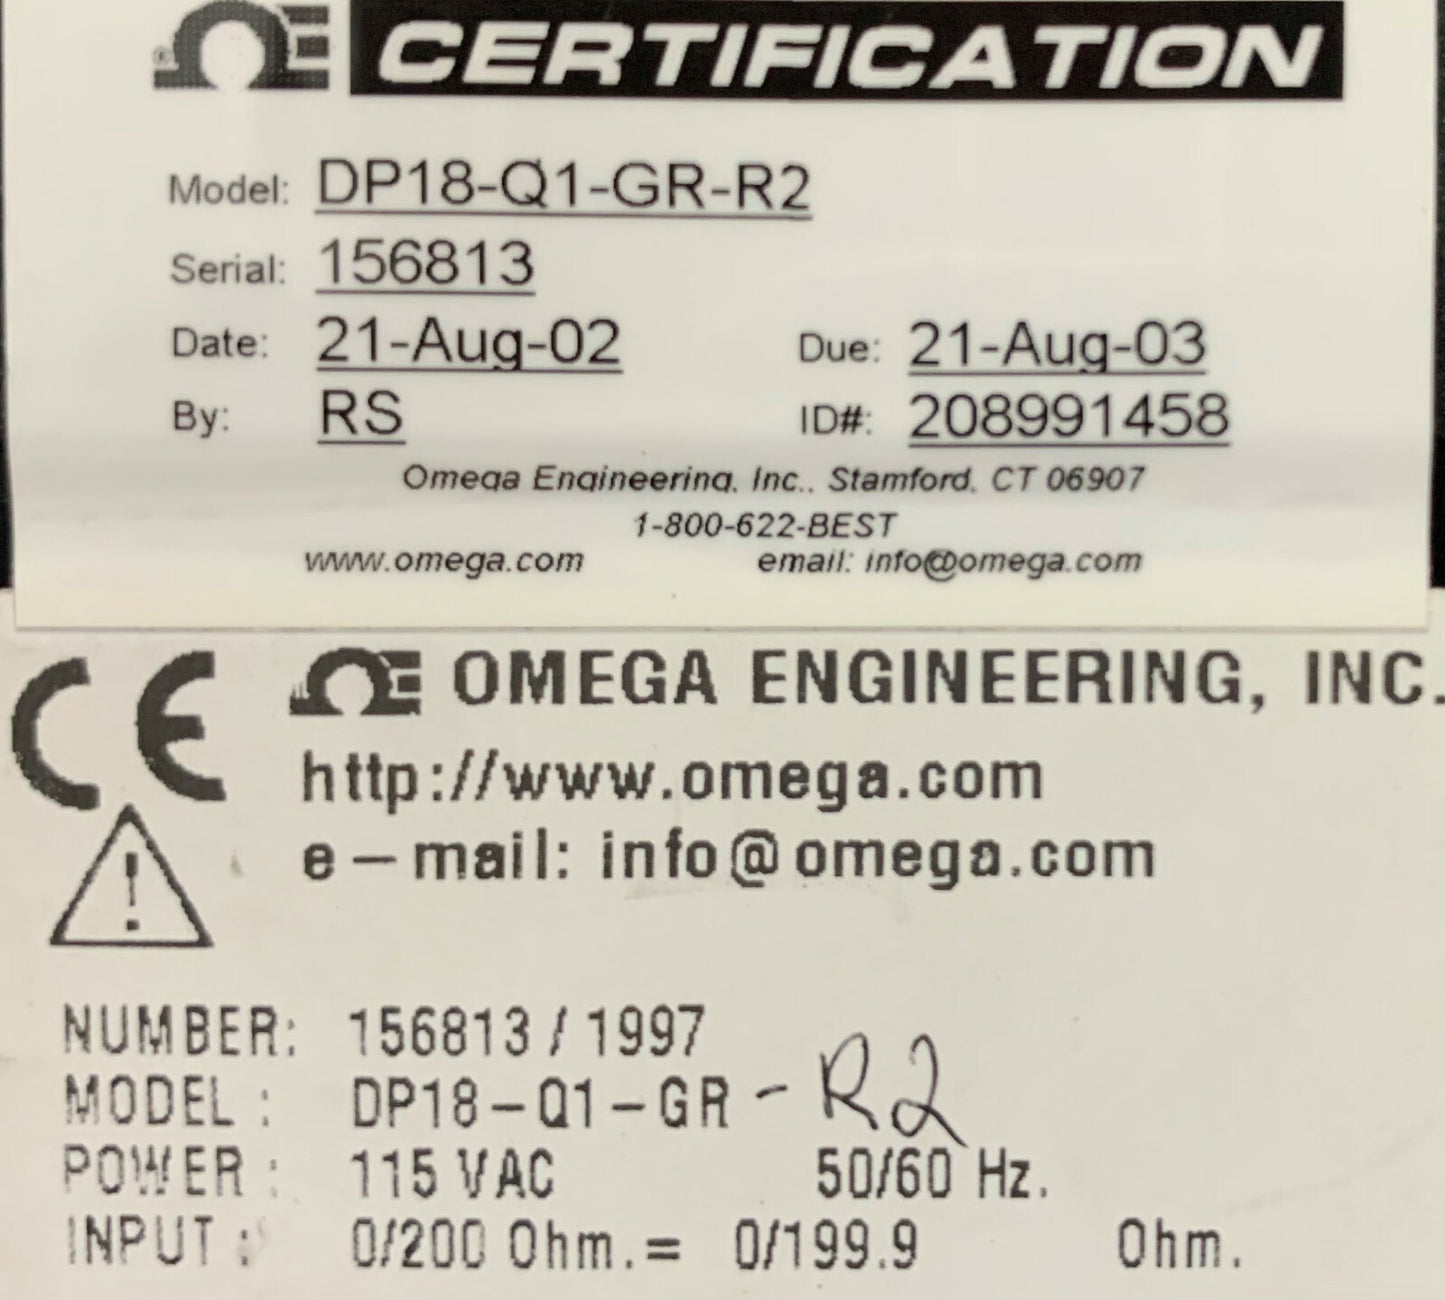 CERTIFICATION
Model: DP18-Q1-GR-R2
Serial: 156813
Date: 21-Aug-02 Due: 21-Aug-03
By: RS ID#: 208991458
Omega Engineering, Inc., Stamford, CT 06907
1-800-622-BEST
www.omega.com email: info@omega.com
CE OMEGA ENGINEERING, INC.
http://www.omega.com
e-mail: info@omega.com
!
NUMBER: 156813/1997
MODEL: DP18-Q1-GR-R2
POWER: 115 VAC 50/60 Hz.
INPUT: 0/200 Ohm.= 0/199.9 Ohm.